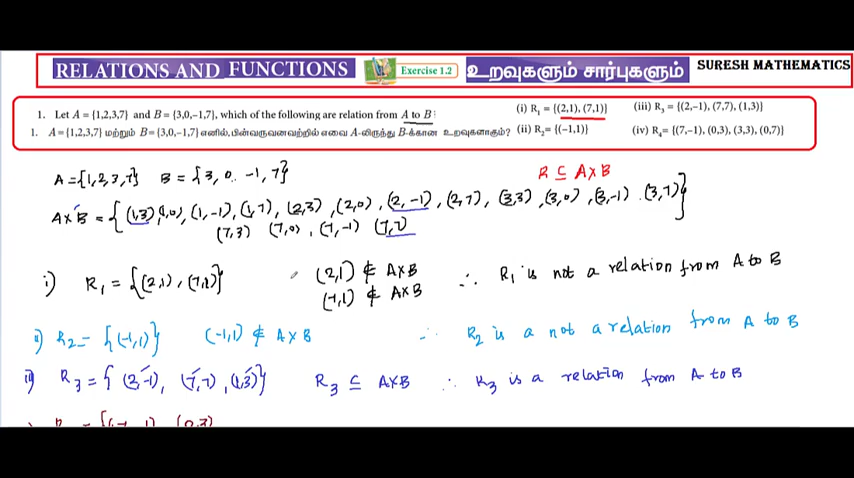 RELATIONS AND FUNCTIONS Exercise 1.2 உறவுகளும் சார்புகளும் SURESH MATHEMATICS
1. Let A = {1,2,3,7} and B = {3,0,−1,7}, which of the following are relation from A to B? (i) R₁ = {(2,1), (7,1)} (iii) R₃ = {(2,−1), (7,7), (1,3)}
1. A = {1,2,3,7} மற்றும் B = {3,0,−1,7} எனில், பின்வருவனவற்றில் எவை A-லிருந்து B-க்கான உறவுகளாகும்? (ii) R₂ = {(−1,1)} (iv) R₄ = {(7,−1), (0,3), (3,3), (0,7)}
A = {1,2,3,7} B = {3,0,-1,7} R ⊆ A×B
A×B = {(1,3),(1,0), (1,-1), (1,7), (2,3), (2,0), (2,-1), (2,7), (3,3), (3,0), (3,-1), (3,7)}
(7,3) (7,0), (7,-1) (7,7)
i) R₁ = {(2,1), (7,1)} (2,1) ∉ A×B ∴ R₁ is not a relation from A to B
(7,1) ∉ A×B
ii) R₂ = {(-1,1)} (-1,1) ∉ A×B ∴ R₂ is a not a relation from A to B
iii) R₃ = {(2,-1), (7,7), (1,3)} R₃ ⊆ A×B ∴ R₃ is a relation from A to B